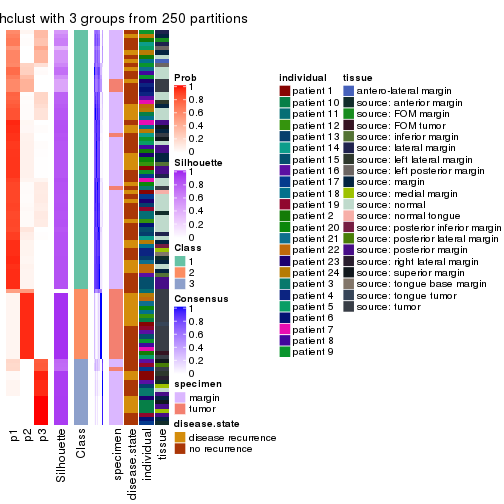 hclust with 3 groups from 250 partitions
Prob
1
0.8
0.6
0.4
0.2
0
Silhouette
1
0.8
0.6
0.4
0.2
0
Class
1
2
3
Consensus
1
0.8
0.6
0.4
0.2
0
specimen
margin
tumor
disease.state
disease recurrence
no recurrence
individual
patient 1
patient 10
patient 11
patient 12
patient 13
patient 14
patient 15
patient 16
patient 17
patient 18
patient 19
patient 2
patient 20
patient 21
patient 22
patient 23
patient 24
patient 3
patient 4
patient 5
patient 6
patient 7
patient 8
patient 9
tissue
antero-lateral margin
source: anterior margin
source: FOM margin
source: FOM tumor
source: inferior margin
source: lateral margin
source: left lateral margin
source: left posterior margin
source: margin
source: medial margin
source: normal
source: normal tongue
source: posterior inferior margin
source: posterior lateral margin
source: posterior margin
source: right lateral margin
source: superior margin
source: tongue base margin
source: tongue tumor
source: tumor
p1
p2
p3
Silhouette
Class
specimen
disease.state
individual
tissue